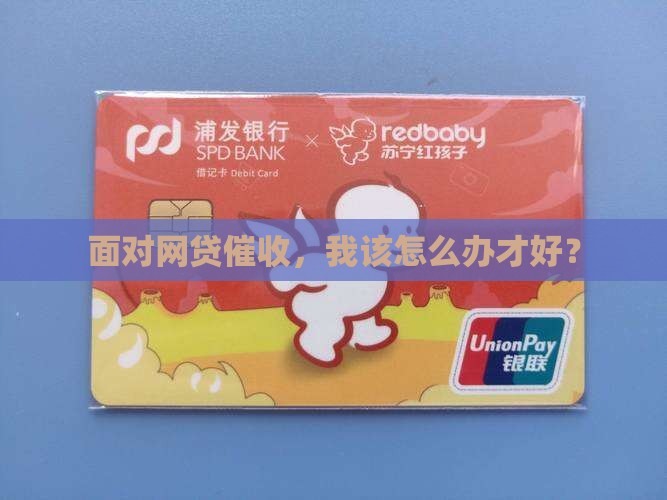 浦发银行
SPD BANK
借记卡 Debit Card
×
redbaby
苏宁红孩子
面对网贷催收，我该怎么办才好？
UnionPay
银联